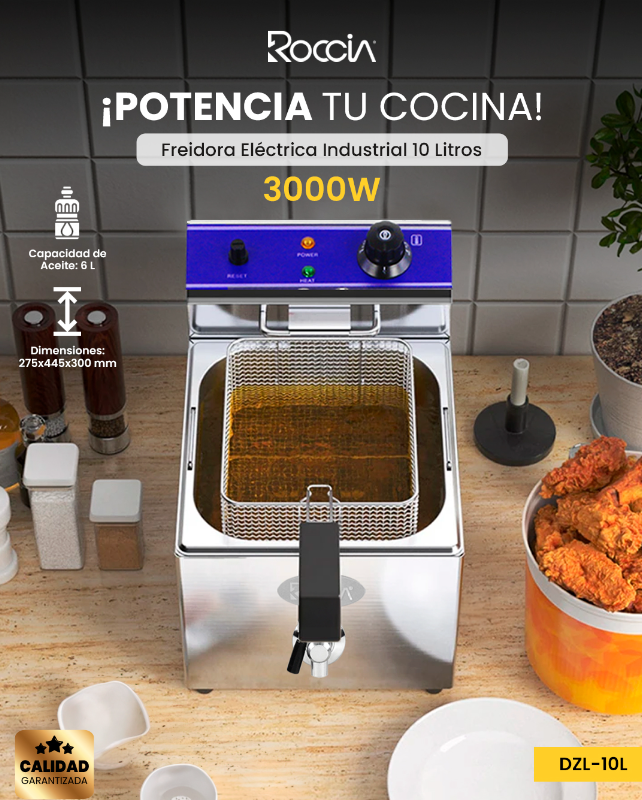 Roccia
¡POTENCIA TU COCINA!
Freidora Eléctrica Industrial 10 Litros
3000W
Capacidad de
Aceite: 6 L
Dimensiones:
275x445x300 mm
RESET
POWER
HEAT
ROCCIA
CALIDAD
GARANTIZADA
DZL-10L